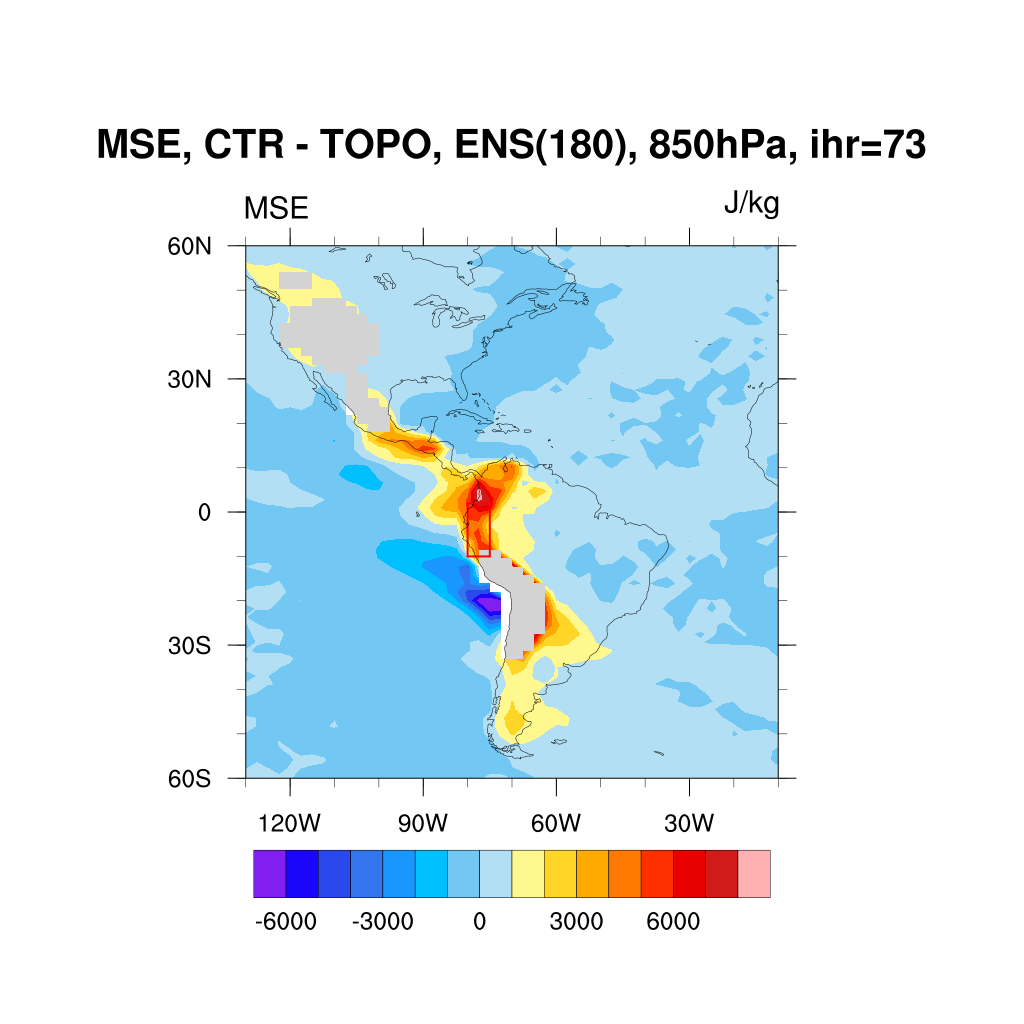 MSE, CTR - TOPO, ENS(180), 850hPa, ihr=73
MSE J/kg
60N
30N
0
30S
60S
120W 90W 60W 30W
-6000 -3000 0 3000 6000